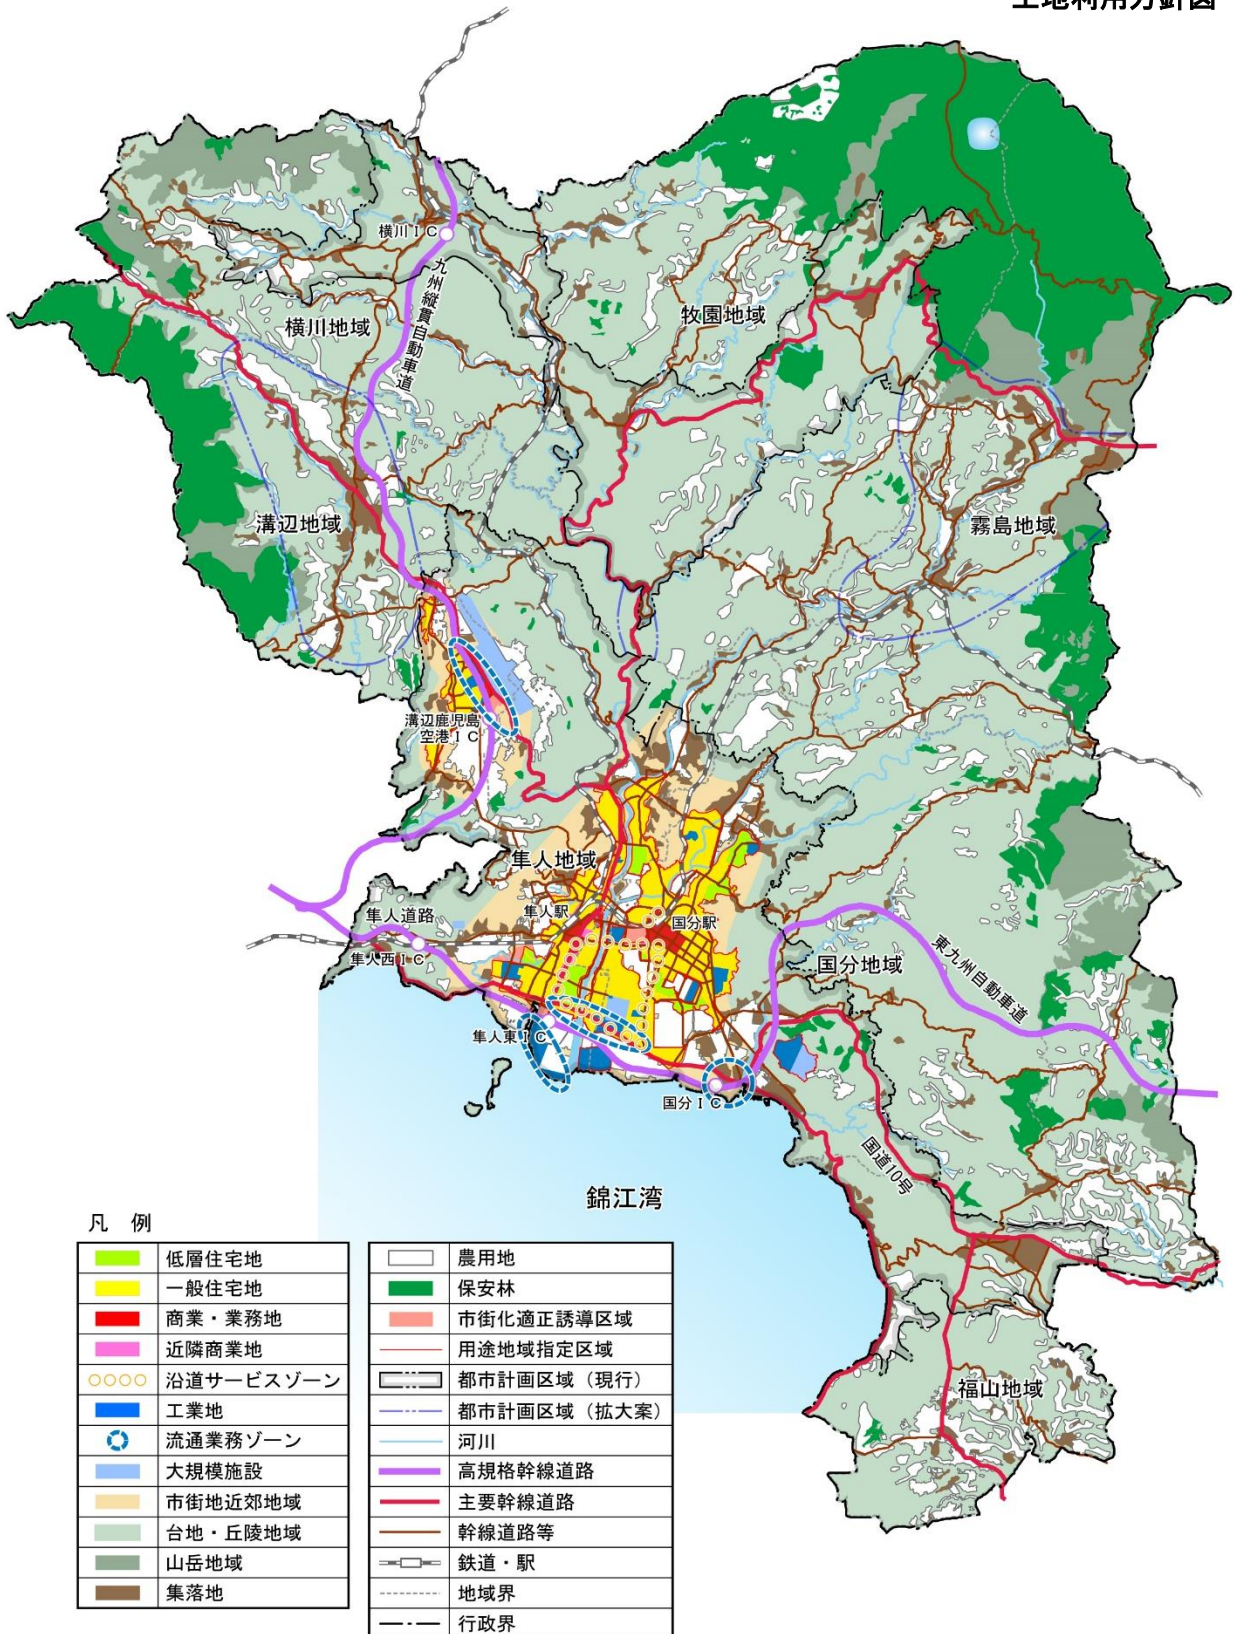 土地利用方針図
横川ＩＣ
九州縦貫自動車道
横川地域
牧園地域
溝辺地域
霧島地域
溝辺鹿児島
空港ＩＣ
隼人地域
隼人駅
国分駅
隼人道路
隼人西ＩＣ
国分地域
東九州自動車道
隼人東ＩＣ
国分ＩＣ
国道10号
錦江湾
福山地域
凡 例
低層住宅地
一般住宅地
商業・業務地
近隣商業地
沿道サービスゾーン
工業地
流通業務ゾーン
大規模施設
市街地近郊地域
台地・丘陵地域
山岳地域
集落地
農用地
保安林
市街化適正誘導区域
用途地域指定区域
都市計画区域（現行）
都市計画区域（拡大案）
河川
高規格幹線道路
主要幹線道路
幹線道路等
鉄道・駅
地域界
行政界